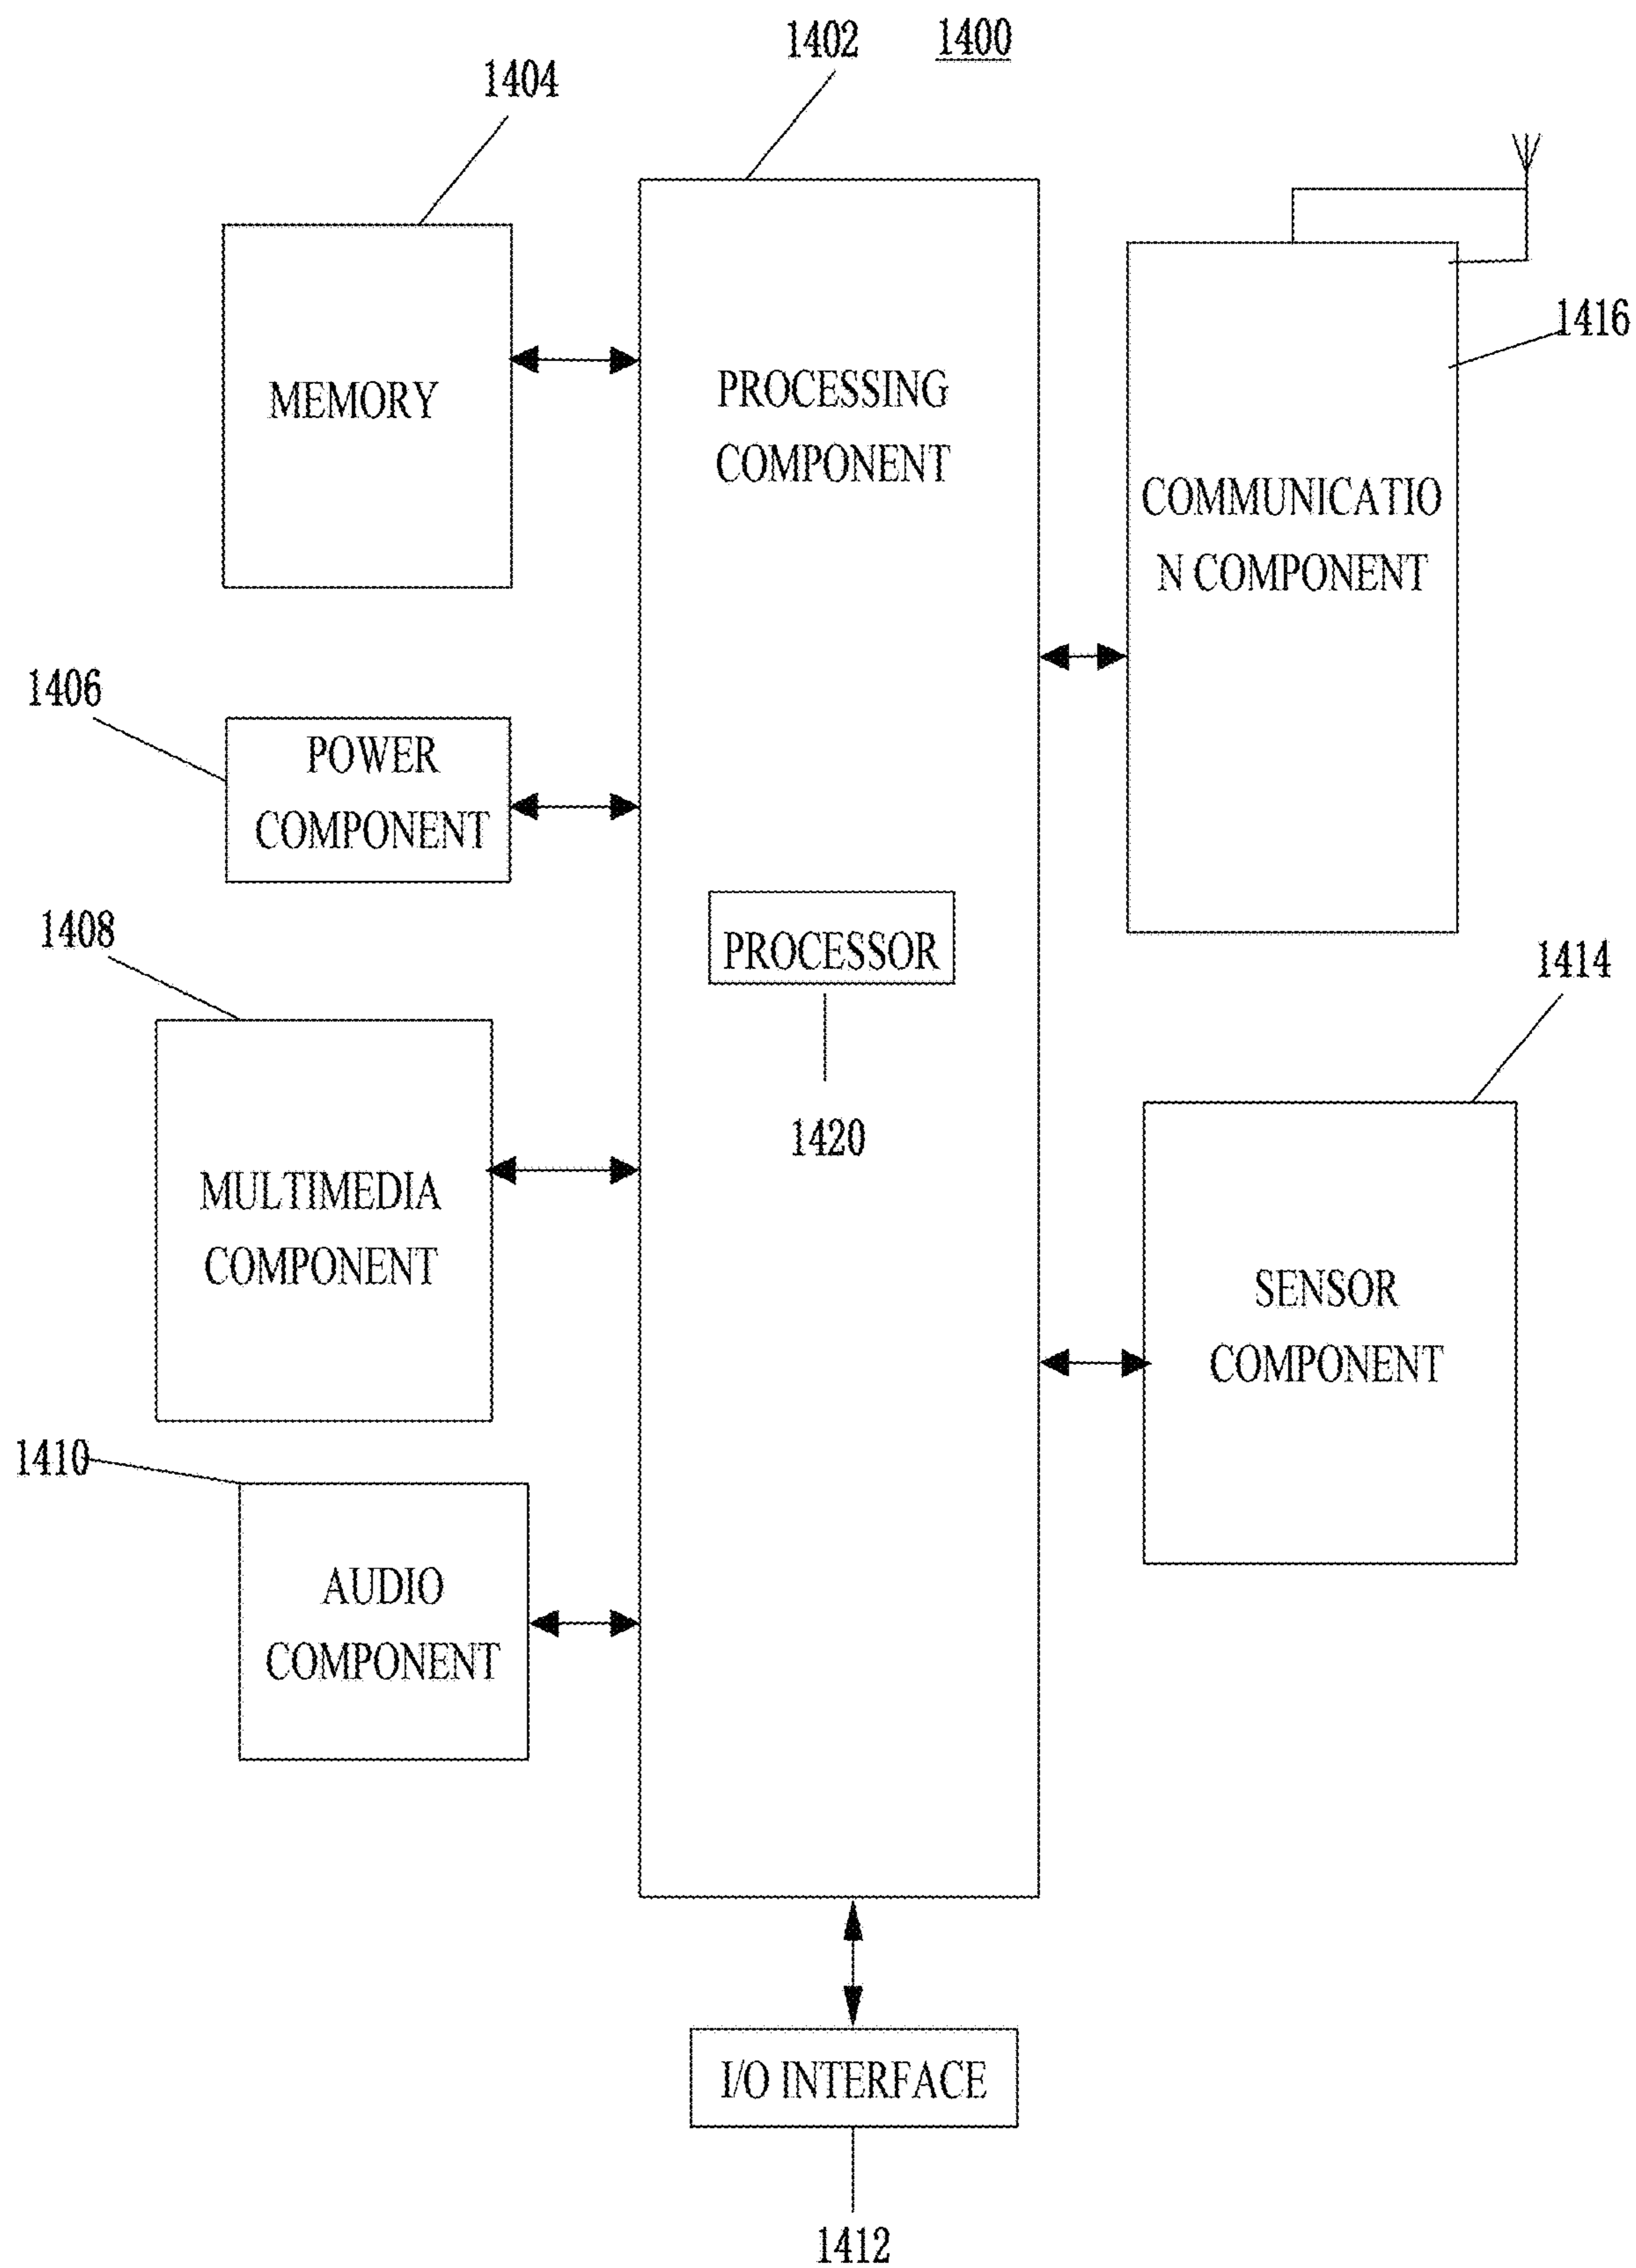 1402
1400
1404
MEMORY
PROCESSING
COMPONENT
1416
COMMUNICATIO
N COMPONENT
1406
POWER
COMPONENT
1408
PROCESSOR
1414
1420
MULTIMEDIA
COMPONENT
SENSOR
COMPONENT
1410
AUDIO
COMPONENT
I/O INTERFACE
1412